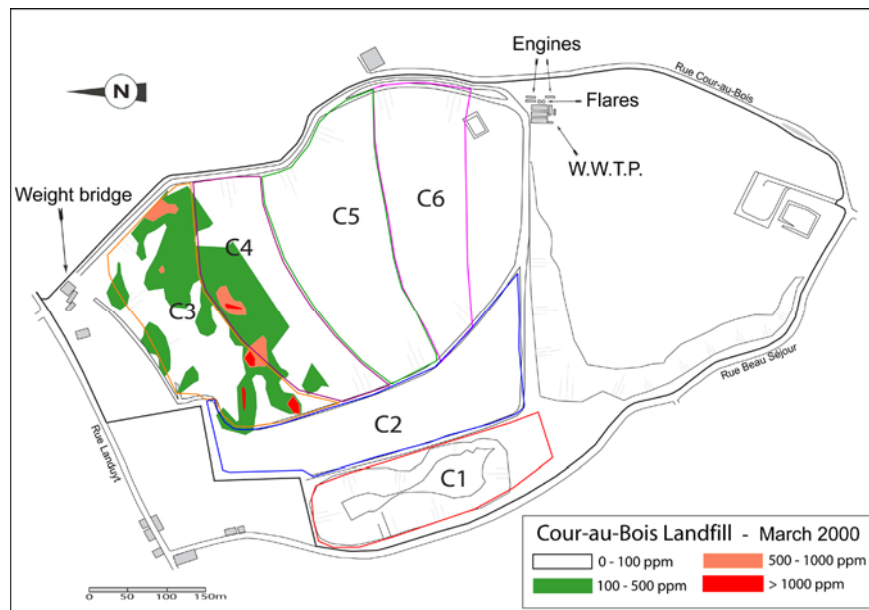 Engines
Rue Cour-au-Bois
N
Flares
W.W.T.P.
Weight bridge
C6
C5
C4
C3
C2
C1
Rue Beau Séjour
Rue Landuyt
Cour-au-Bois Landfill - March 2000
0 - 100 ppm
500 - 1000 ppm
100 - 500 ppm
> 1000 ppm
0 50 100 150m